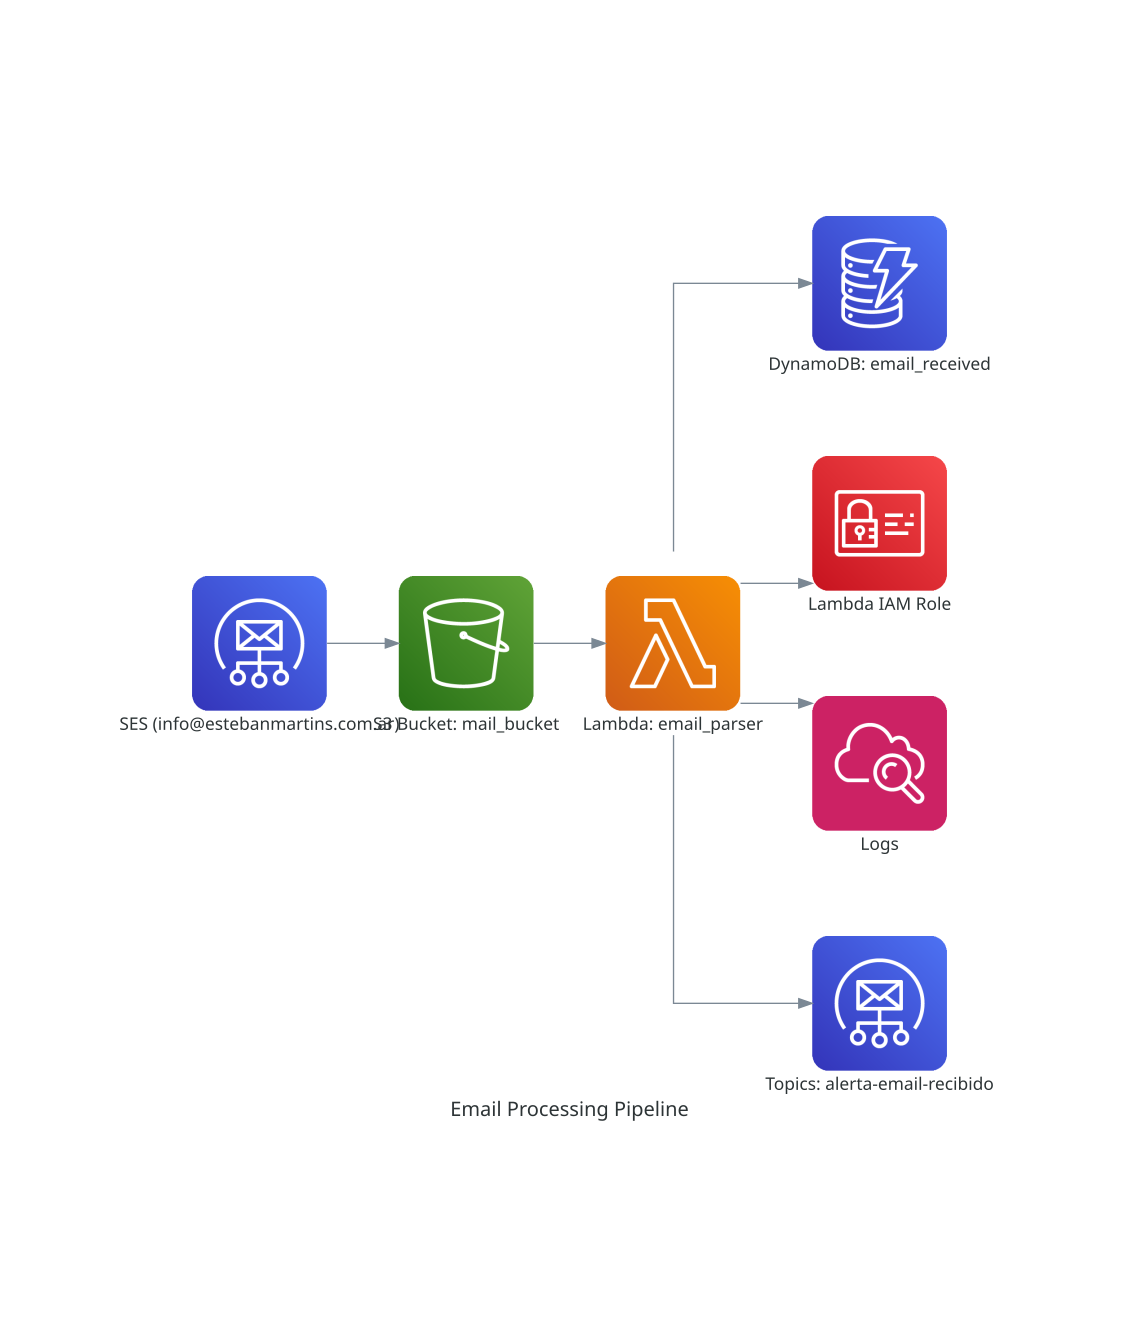 DynamoDB: email_received
Lambda IAM Role
SES (info@estebanmartins.com.ar)
S3 Bucket: mail_bucket
Lambda: email_parser
Logs
Topics: alerta-email-recibido
Email Processing Pipeline